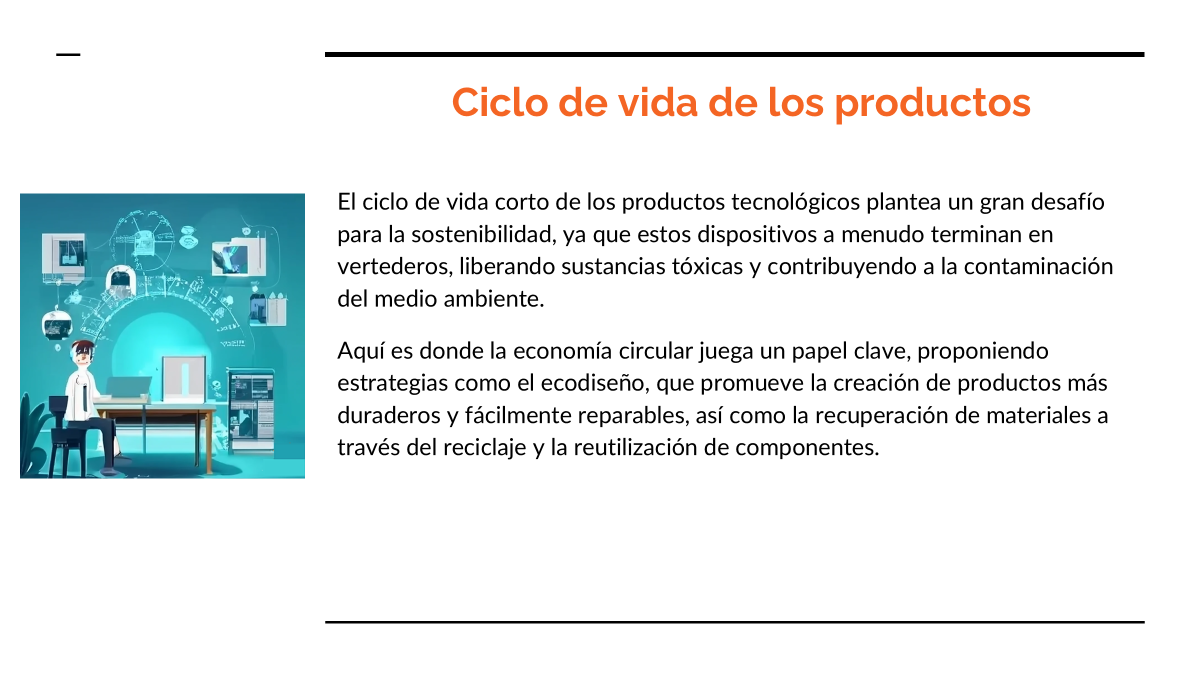 Ciclo de vida de los productos
El ciclo de vida corto de los productos tecnológicos plantea un gran desafío
para la sostenibilidad, ya que estos dispositivos a menudo terminan en
vertederos, liberando sustancias tóxicas y contribuyendo a la contaminación
del medio ambiente.
Aquí es donde la economía circular juega un papel clave, proponiendo
estrategias como el ecodiseño, que promueve la creación de productos más
duraderos y fácilmente reparables, así como la recuperación de materiales a
través del reciclaje y la reutilización de componentes.